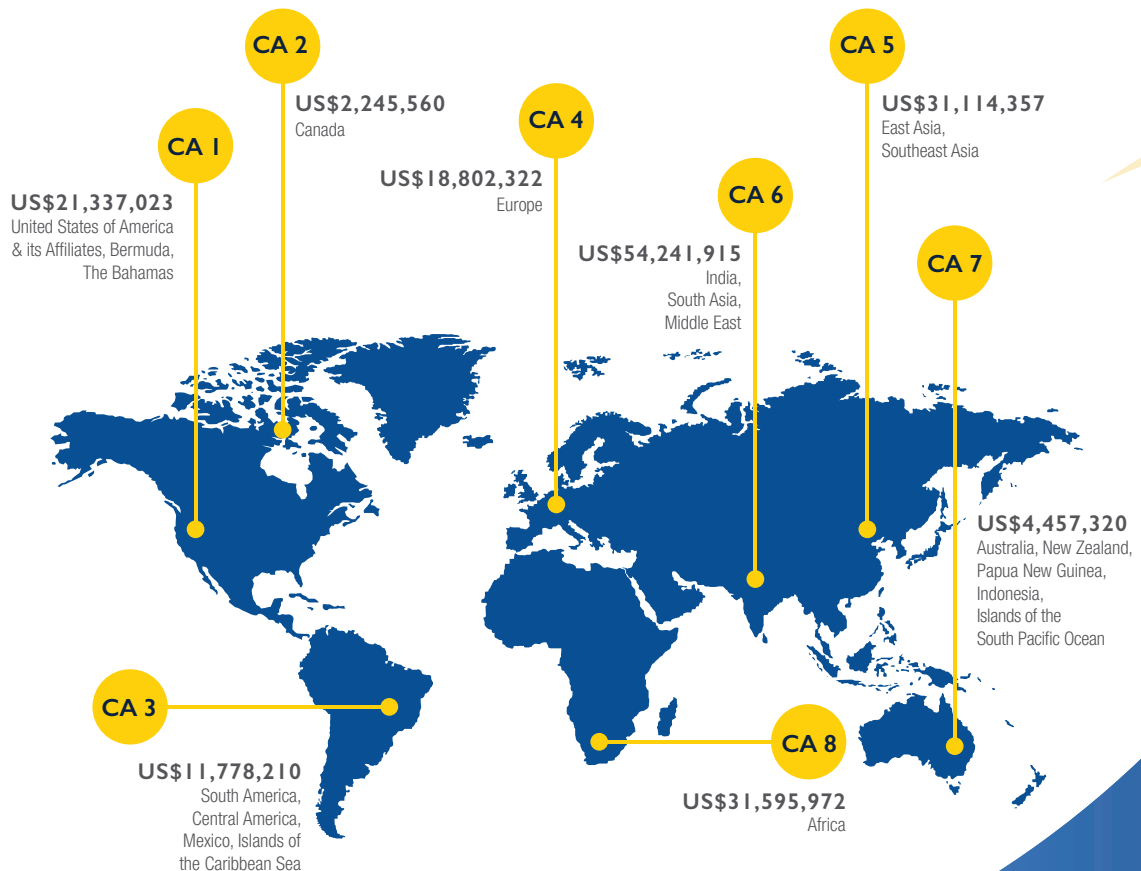 CA 1
US$21,337,023
United States of America
& its Affiliates, Bermuda,
The Bahamas
CA 2
US$2,245,560
Canada
CA 4
US$18,802,322
Europe
CA 6
US$54,241,915
India,
South Asia,
Middle East
CA 5
US$31,114,357
East Asia,
Southeast Asia
CA 7
US$4,457,320
Australia, New Zealand,
Papua New Guinea,
Indonesia,
Islands of the
South Pacific Ocean
CA 3
US$11,778,210
South America,
Central America,
Mexico, Islands of
the Caribbean Sea
CA 8
US$31,595,972
Africa